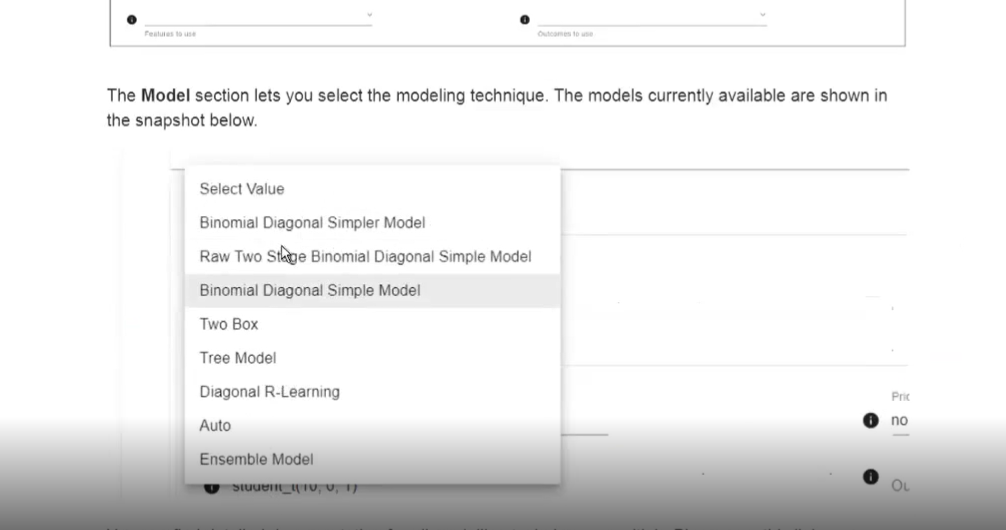 Features to use
Outcomes to use
The Model section lets you select the modeling technique. The models currently available are shown in
the snapshot below.
Select Value
Binomial Diagonal Simpler Model
Raw Two Stage Binomial Diagonal Simple Model
Binomial Diagonal Simple Model
Two Box
Tree Model
Diagonal R-Learning
Auto
Ensemble Model
Pric
no
student_t(10, 0, 1)
Ou